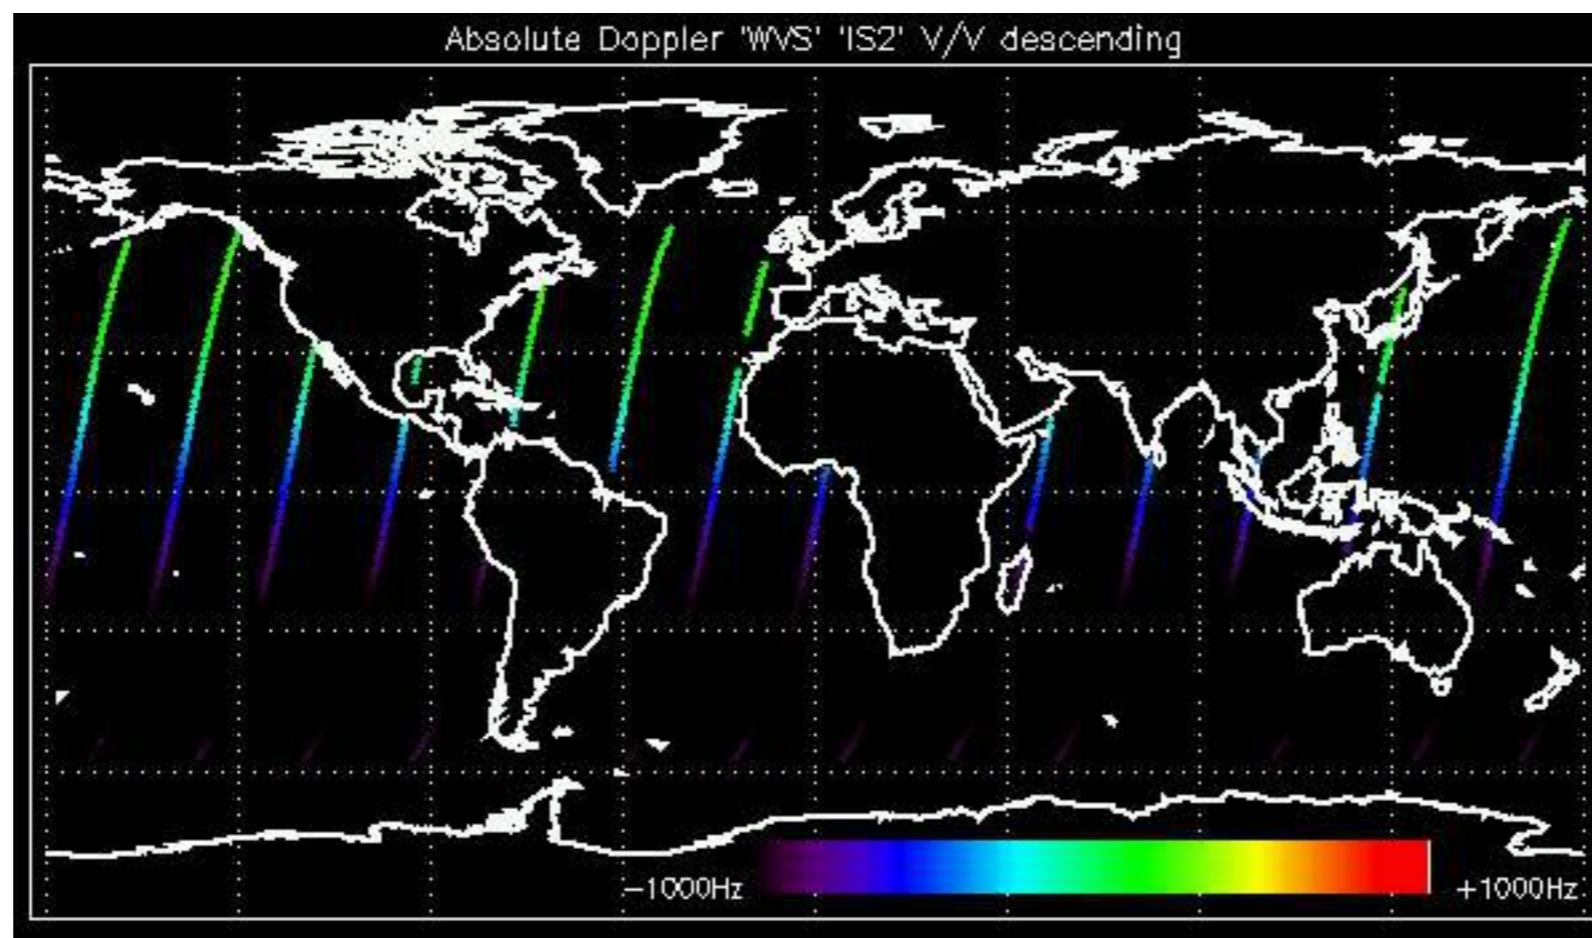 Absolute Doppler 'WVS' 'IS2' V/V descending
−1000Hz +1000Hz